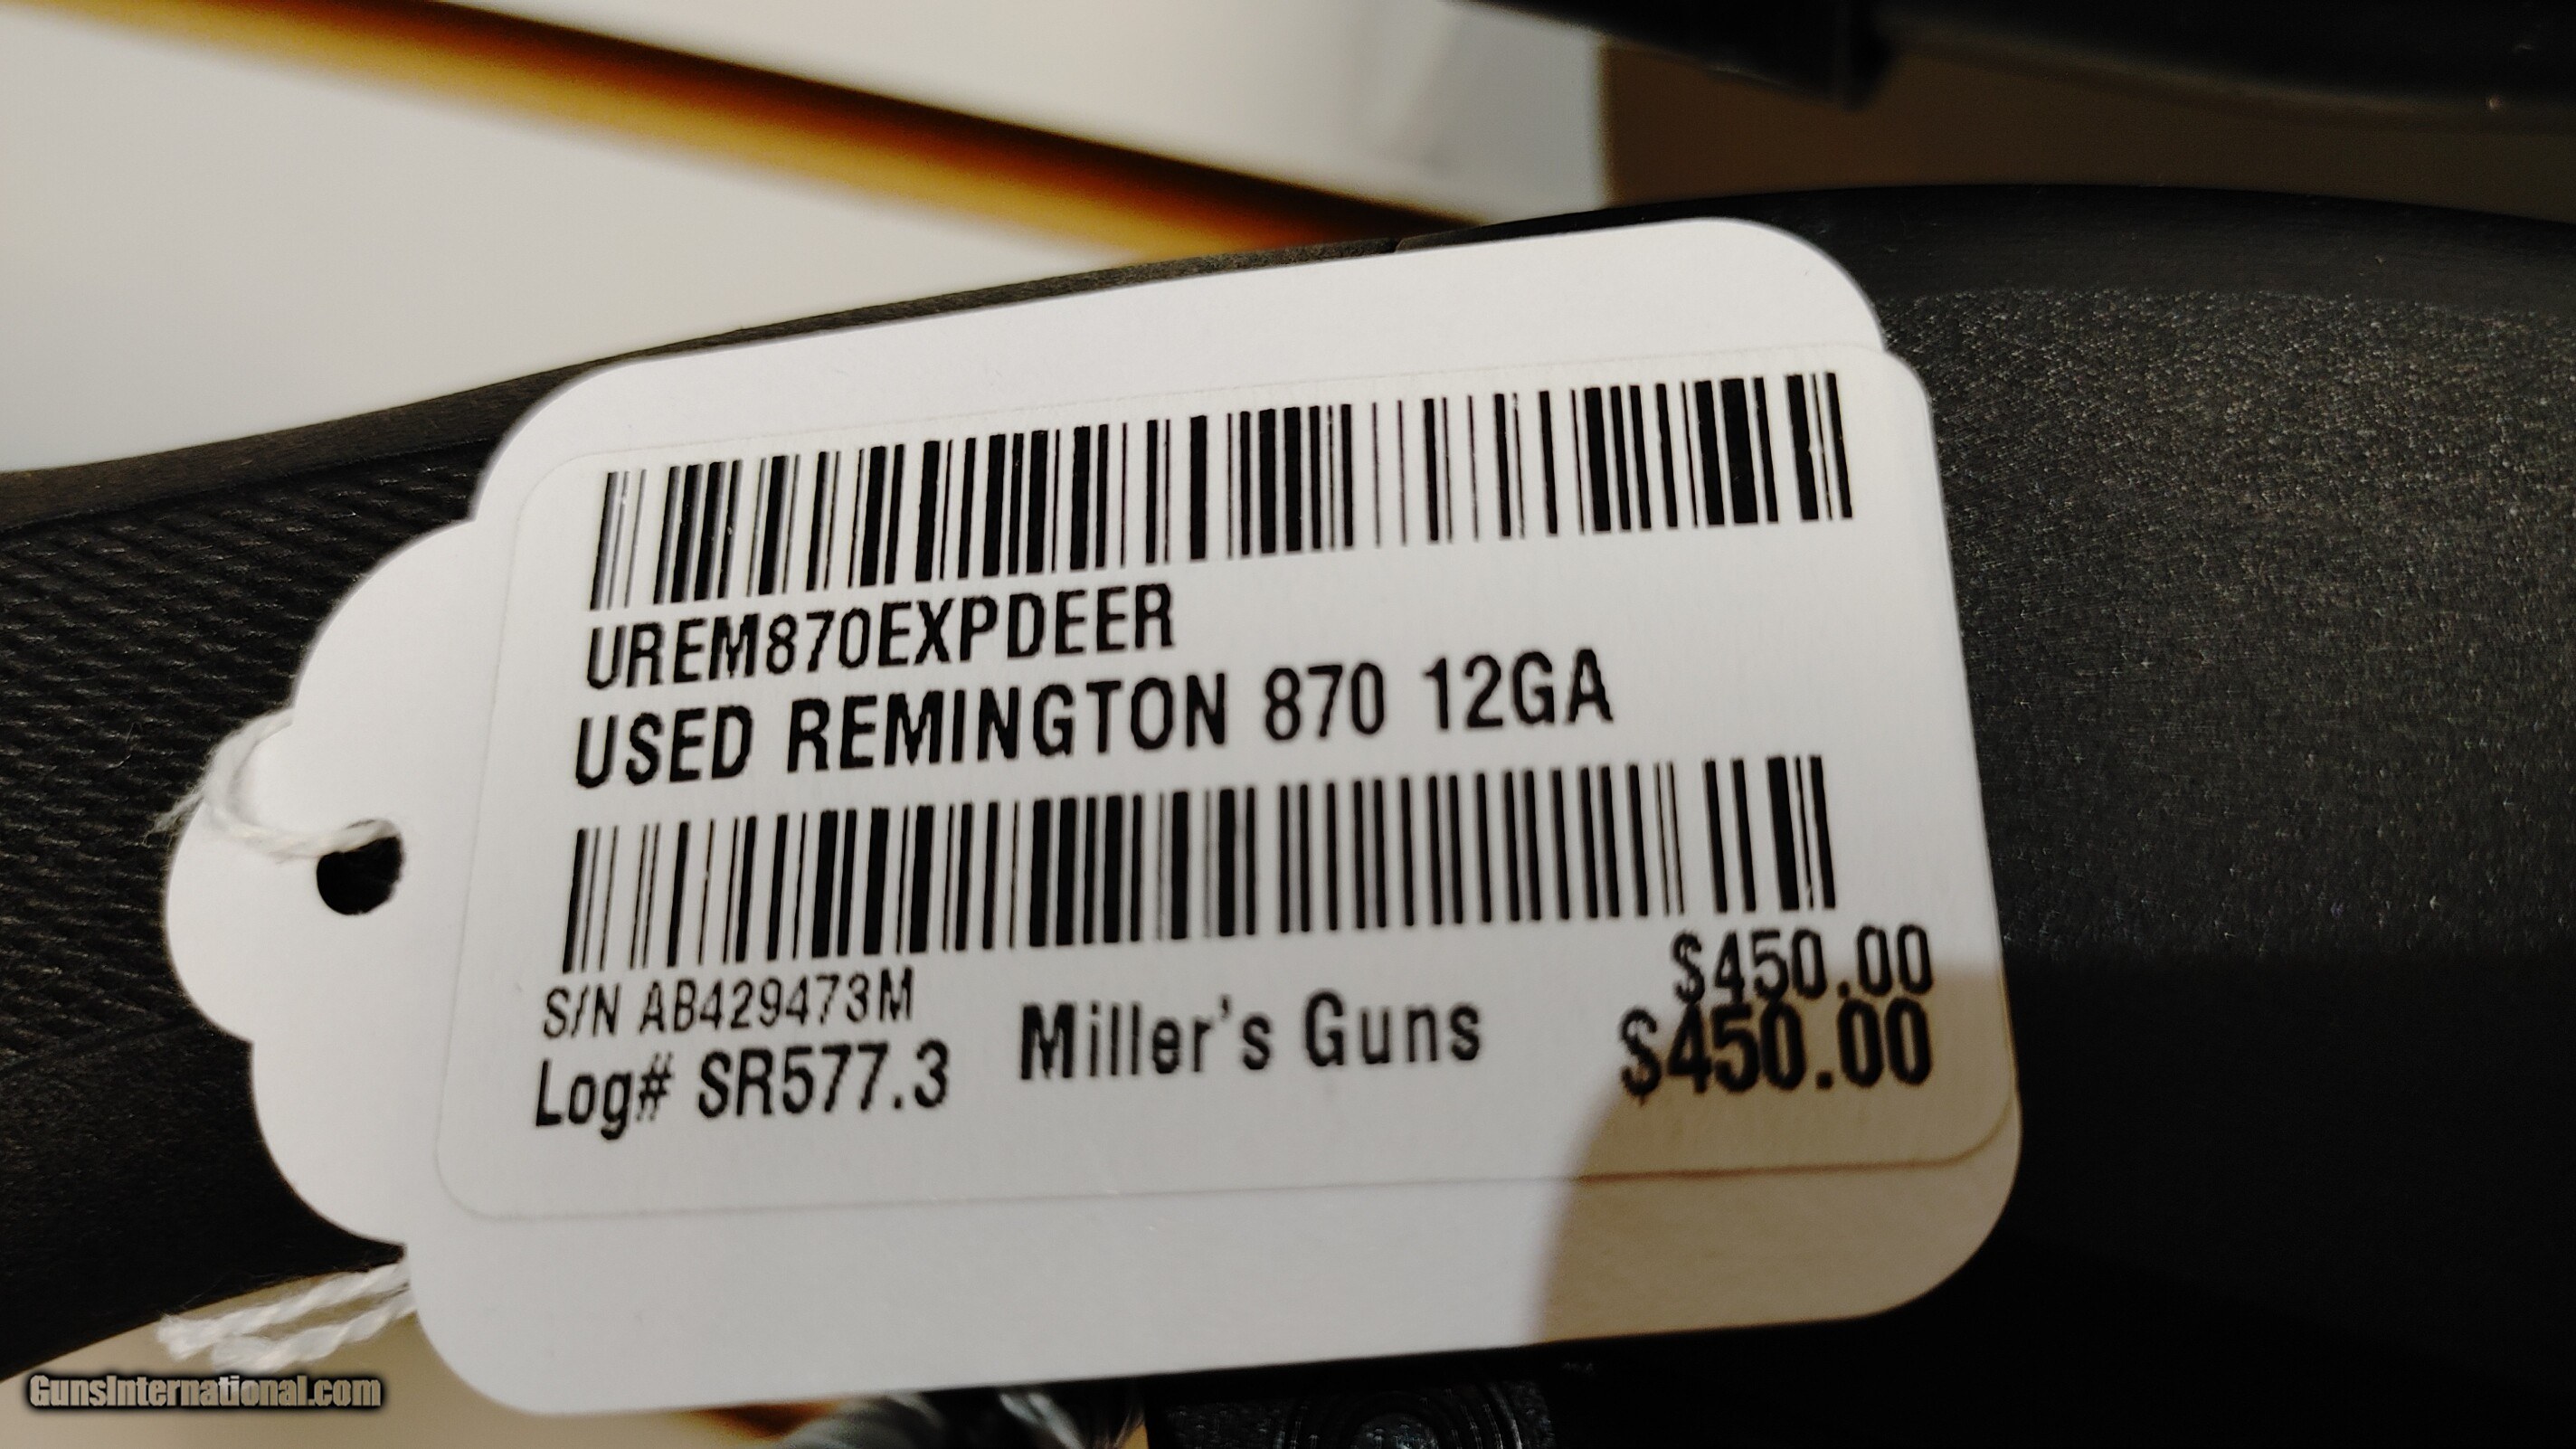 UREM870EXPDEER
USED REMINGTON 870 12GA
$450.00
S/N AB429473M
Log# SR577.3 Miller's Guns $450.00
GunsInternational.com